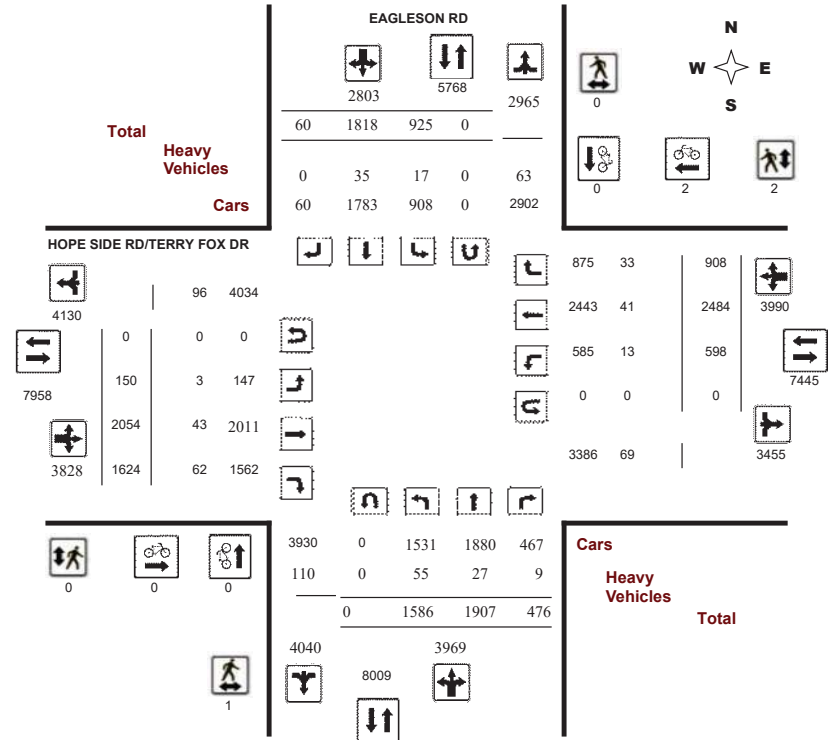 EAGLESON RD
N
W E
S
2803 5768 2965
0
60 1818 925 0
Total
Heavy
Vehicles
0 35 17 0 63
Cars
60 1783 908 0 2902
0 2 2
HOPE SIDE RD/TERRY FOX DR
4130
96 4034
0 0 0
150 3 147
7958
2054 43 2011
3828
1624 62 1562
875 33 908
2443 41 2484 3990
585 13 598
7445
0 0 0
3386 69 3455
0 0 0
1
3930 0 1531 1880 467
110 0 55 27 9
0 1586 1907 476
4040 3969
8009
Cars
Heavy
Vehicles
Total